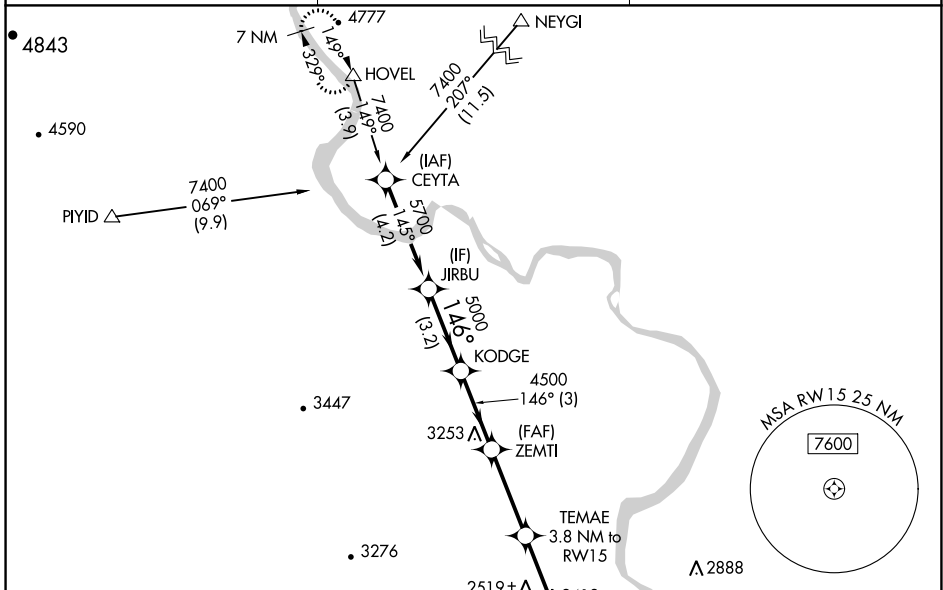 4777
NEYGI
7 NM
4843
149°
329°
HOVEL
7400
207°
(11.5)
7400
149°
(3.9)
4590
(IAF)
CEYTA
7400
069°
(9.9)
PIYID
5700
145°
(4.2)
(IF)
JIRBU
5000
146°
(3.2)
KODGE
4500
146° (3)
3447
3253
(FAF)
ZEMTI
MSA RW15 25 NM
7600
TEMAE
3.8 NM to
RW15
3276
2888
2519±